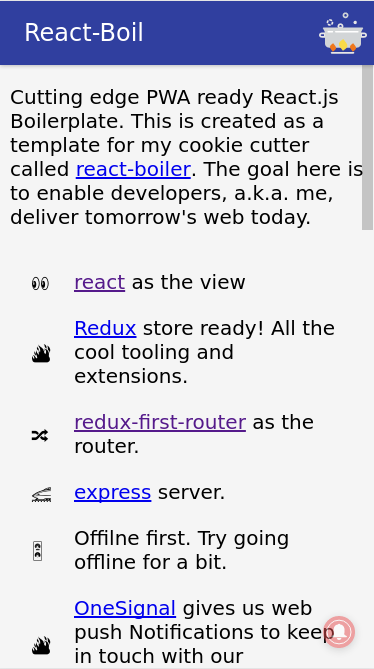 React-Boil
Cutting edge PWA ready React.js
Boilerplate. This is created as a
template for my cookie cutter
called react-boiler. The goal here is
to enable developers, a.k.a. me,
deliver tomorrow's web today.
react as the view
Redux store ready! All the
cool tooling and
extensions.
redux-first-router as the
router.
express server.
Offilne first. Try going
offline for a bit.
OneSignal gives us web
push Notifications to keep
in touch with our